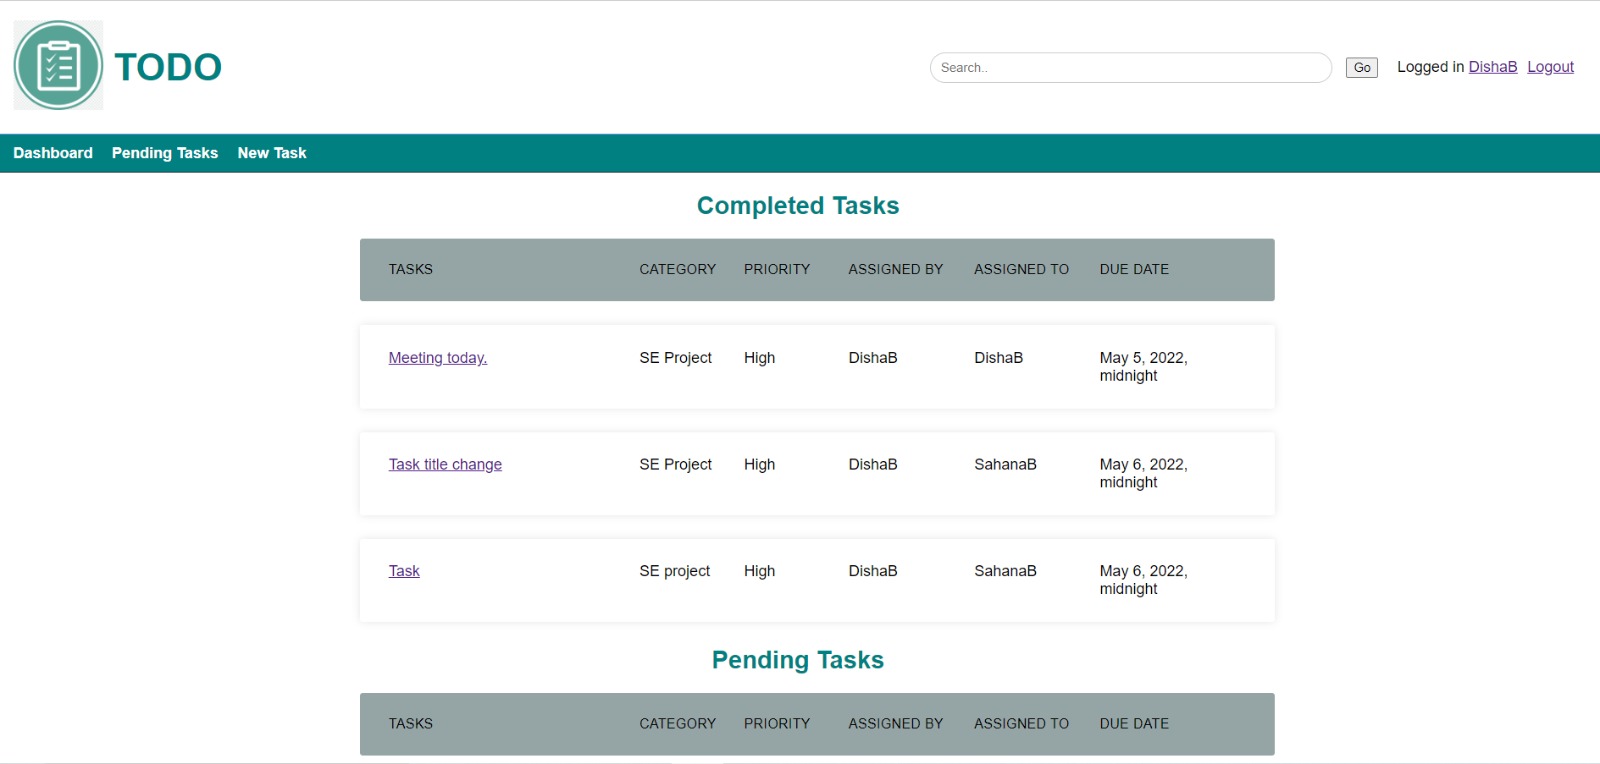 TODO
Search..
Go
Logged in DishaB Logout
Dashboard Pending Tasks New Task
Completed Tasks
TASKS CATEGORY PRIORITY ASSIGNED BY ASSIGNED TO DUE DATE
Meeting today. SE Project High DishaB DishaB May 5, 2022,
midnight
Task title change SE Project High DishaB SahanaB May 6, 2022,
midnight
Task SE project High DishaB SahanaB May 6, 2022,
midnight
Pending Tasks
TASKS CATEGORY PRIORITY ASSIGNED BY ASSIGNED TO DUE DATE